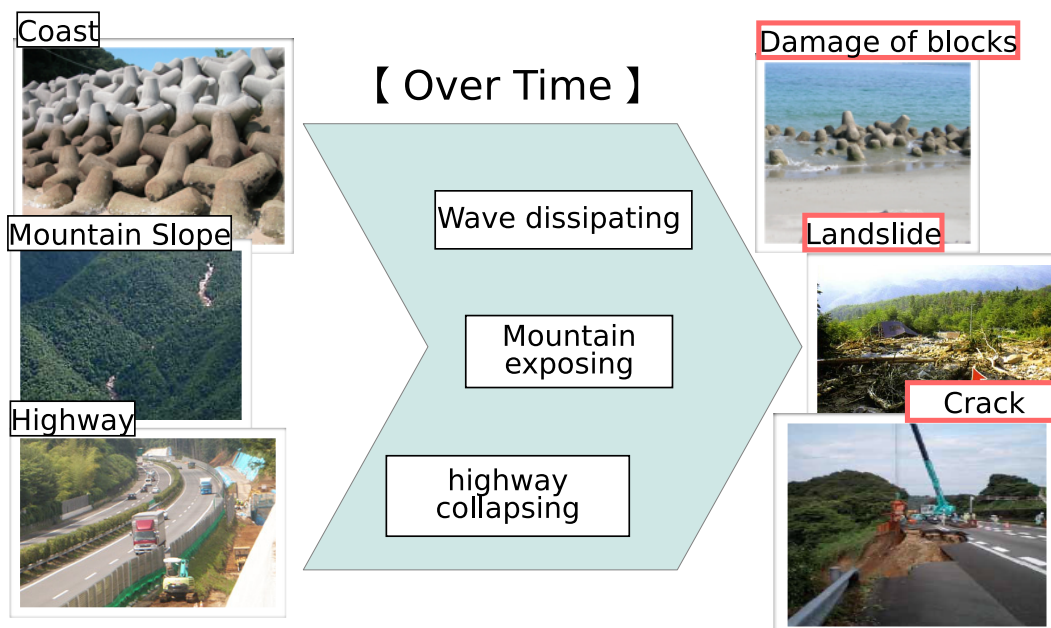 Coast
Damage of blocks
【 Over Time 】
Wave dissipating
Mountain Slope
Landslide
Mountain
exposing
Highway
Crack
highway
collapsing